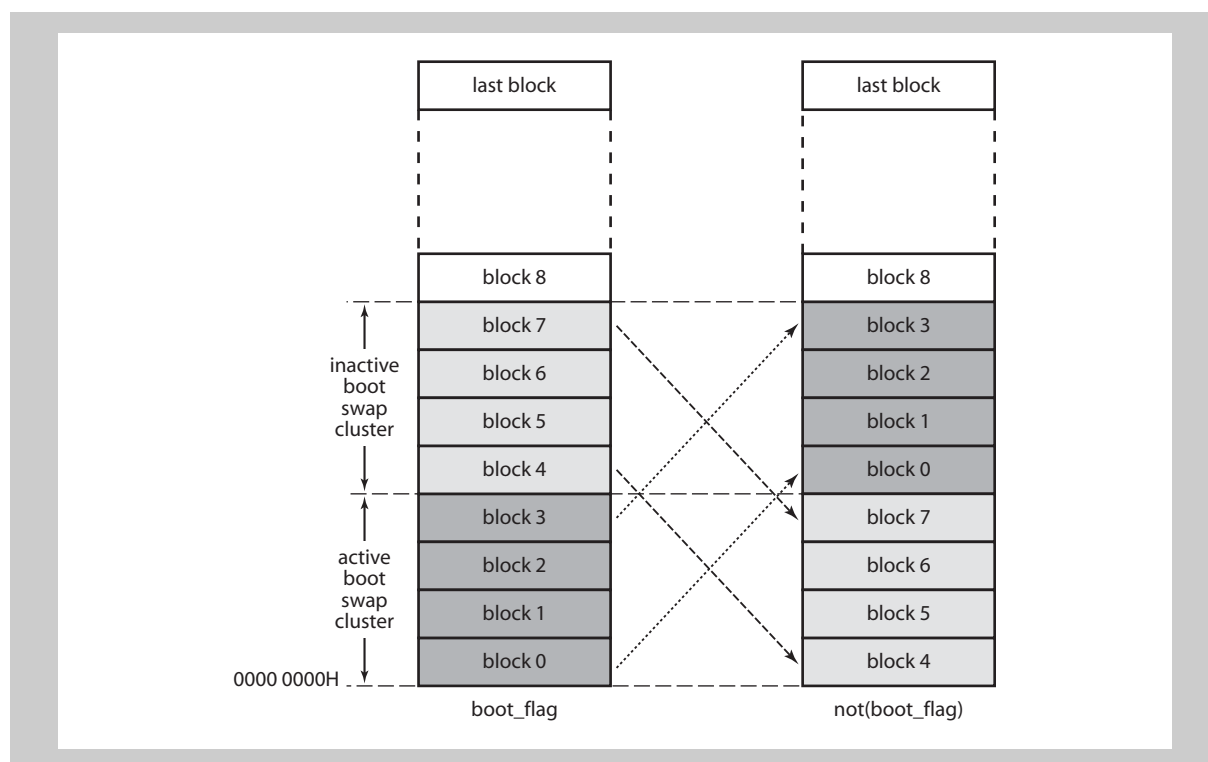 last block
last block
block 8
block 8
block 7
block 3
inactive
boot
swap
cluster
block 6
block 2
block 5
block 1
block 4
block 0
block 3
block 7
active
boot
swap
cluster
block 2
block 6
block 1
block 5
block 0
block 4
0000 0000H
boot_flag
not(boot_flag)